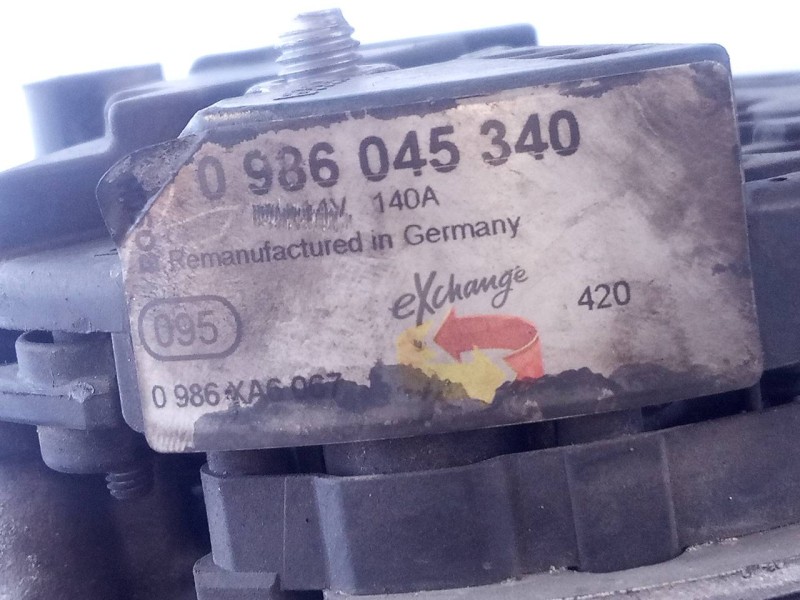 0 986 045 340
14V 140A
Remanufactured in Germany
eXchange
420
095
0 986 KA6 067